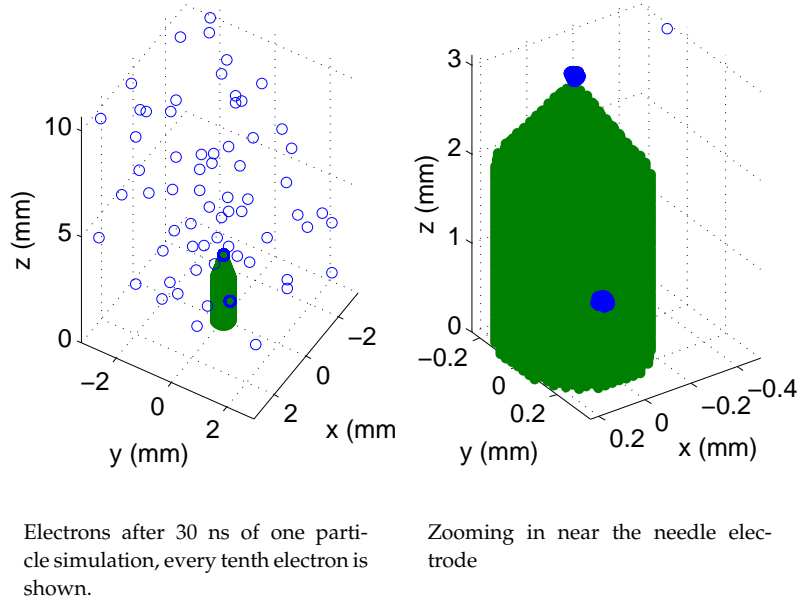 10
5
0
z (mm)
−2
0
2
y (mm)
−2
0
2
x (mm
3
2
1
0
z (mm)
−0.2
0
0.2
y (mm)
0.2
0
−0.2
−0.4
x (mm)
Electrons after 30 ns of one parti-
cle simulation, every tenth electron is
shown.
Zooming in near the needle elec-
trode